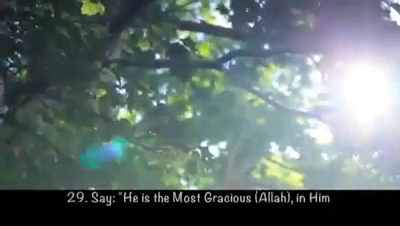 29. Say: "He is the Most Gracious (Allah), in Him